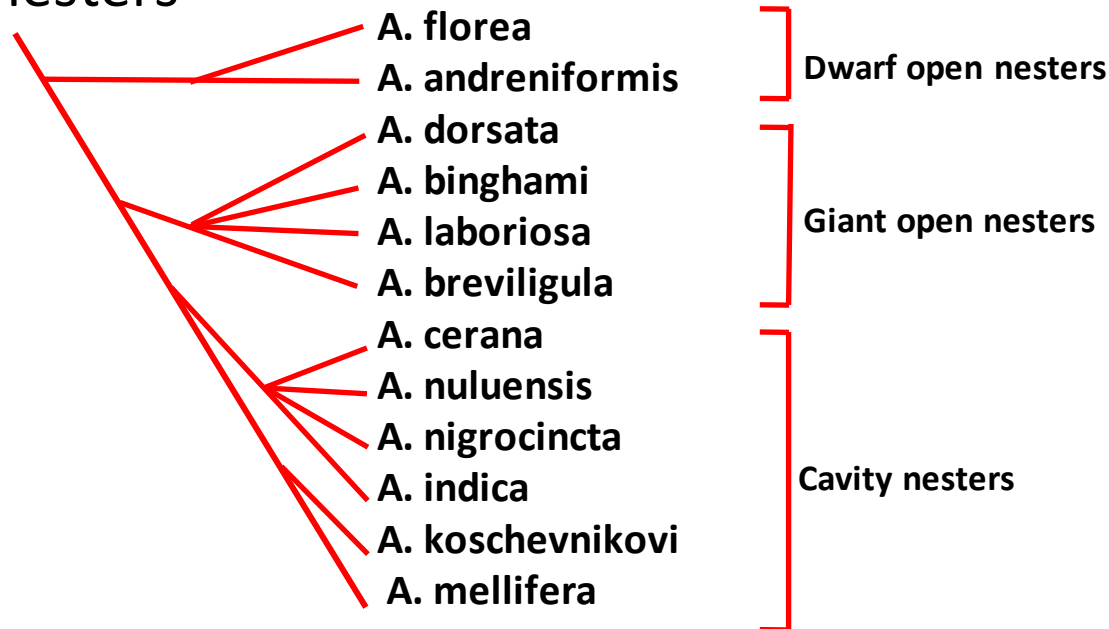 nesters
A. florea
A. andreniformis
Dwarf open nesters
A. dorsata
A. binghami
A. laboriosa
A. breviligula
Giant open nesters
A. cerana
A. nuluensis
A. nigrocincta
A. indica
A. koschevnikovi
A. mellifera
Cavity nesters